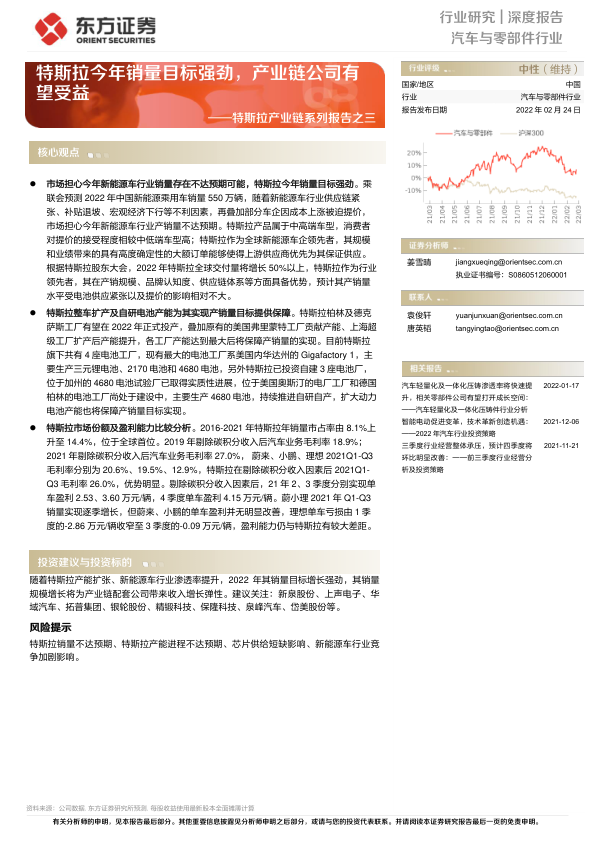 东方证券
ORIENT SECURITIES
行业研究 | 深度报告
汽车与零部件行业
特斯拉今年销量目标强劲，产业链公司有
望受益
——特斯拉产业链系列报告之三
核心观点
● 市场担心今年新能源车行业销量存在不达预期可能，特斯拉今年销量目标强劲。乘
联会预测 2022 年中国新能源乘用车销量 550 万辆，随着新能源车行业供应链紧
张、补贴退坡、宏观经济下行等不利因素，再叠加部分车企因成本上涨被迫提价，
市场担心今年新能源车行业产销量不达预期。特斯拉产品属于中高端车型，消费者
对提价的接受程度相较中低端车型高；特斯拉作为全球新能源车企领先者，其规模
和业绩带来的具有高度确定性的大额订单能够使得上游供应商优先为其保证供应。
根据特斯拉股东大会，2022 年特斯拉全球交付量将增长 50%以上，特斯拉作为行业
领先者，其在产销规模、品牌认知度、供应链体系等方面具备优势，预计其产销量
水平受电池供应紧张以及提价的影响相对不大。
● 特斯拉整车扩产及自研电池产能为其实现产销量目标提供保障。特斯拉柏林及德克
萨斯工厂有望在 2022 年正式投产，叠加原有的美国弗里蒙特工厂贡献产能、上海超
级工厂扩产后产能提升，各工厂产能达到最大后将保障产销量的实现。目前特斯拉
旗下共有 4 座电池工厂，现有最大的电池工厂系美国内华达州的 Gigafactory 1，主
要生产三元锂电池、2170 电池和 4680 电池，另外特斯拉已投资自建 3 座电池厂，
位于加州的 4680 电池试验厂已取得实质性进展，位于美国奥斯汀的电厂工厂和德国
柏林的电池工厂尚处于建设中，主要生产 4680 电池，持续推进自研自产，扩大动力
电池产能也将保障产销量目标实现。
● 特斯拉市场份额及盈利能力比较分析。2016-2021 年特斯拉年销量市占率由 8.1%上
升至 14.4%，位于全球首位。2019 年剔除碳积分收入后汽车业务毛利率 18.9%；
2021 年剔除碳积分收入后汽车业务毛利率 27.0%， 蔚来、小鹏、理想 2021Q1-Q3
毛利率分别为 20.6%、19.5%、12.9%，特斯拉在剔除碳积分收入因素后 2021Q1-
Q3 毛利率 26.0%，优势明显。剔除碳积分收入因素后，21 年 2、3 季度分别实现单
车盈利 2.53、3.60 万元/辆，4 季度单车盈利 4.15 万元/辆。蔚小理 2021 年 Q1-Q3
销量实现逐季增长，但蔚来、小鹏的单车盈利并无明显改善，理想单车亏损由 1 季
度的-2.86 万元/辆收窄至 3 季度的-0.09 万元/辆，盈利能力仍与特斯拉有较大差距。
投资建议与投资标的
随着特斯拉产能扩张、新能源车行业渗透率提升，2022 年其销量目标增长强劲，其销量
规模增长将为产业链配套公司带来收入增长弹性。建议关注：新泉股份、上声电子、华
域汽车、拓普集团、银轮股份、精锻科技、保隆科技、泉峰汽车、岱美股份等。
风险提示
特斯拉销量不达预期、特斯拉产能进程不达预期、芯片供给短缺影响、新能源车行业竞
争加剧影响。
行业评级 中性（维持）
国家/地区 中国
行业 汽车与零部件行业
报告发布日期 2022 年 02 月 24 日
汽车与零部件 沪深300
20%
10%
0%
-10%
21/03 21/04 21/05 21/06 21/07 21/08 21/09 21/10 21/11 21/12 22/01 22/02 22/03
证券分析师
姜雪晴 jiangxueqing@orientsec.com.cn
执业证书编号：S0860512060001
联系人
袁俊轩 yuanjunxuan@orientsec.com.cn
唐英韬 tangyingtao@orientsec.com.cn
相关报告
汽车轻量化及一体化压铸渗透率将快速提 2022-01-17
升，相关零部件公司有望打开成长空间：
——汽车轻量化及一体化压铸件行业分析
智能电动促进变革，技术革新创造机遇： 2021-12-06
——2022 年汽车行业投资策略
三季度行业经营整体承压，预计四季度将 2021-11-21
环比明显改善：——前三季度行业经营分
析及投资策略
资料来源：公司数据. 东方证券研究所预测. 每股收益使用最新股本全面摊薄计算
有关分析师的申明，见本报告最后部分。其他重要信息披露见分析师申明之后部分，或请与您的投资代表联系。并请阅读本证券研究报告最后一页的免责申明。